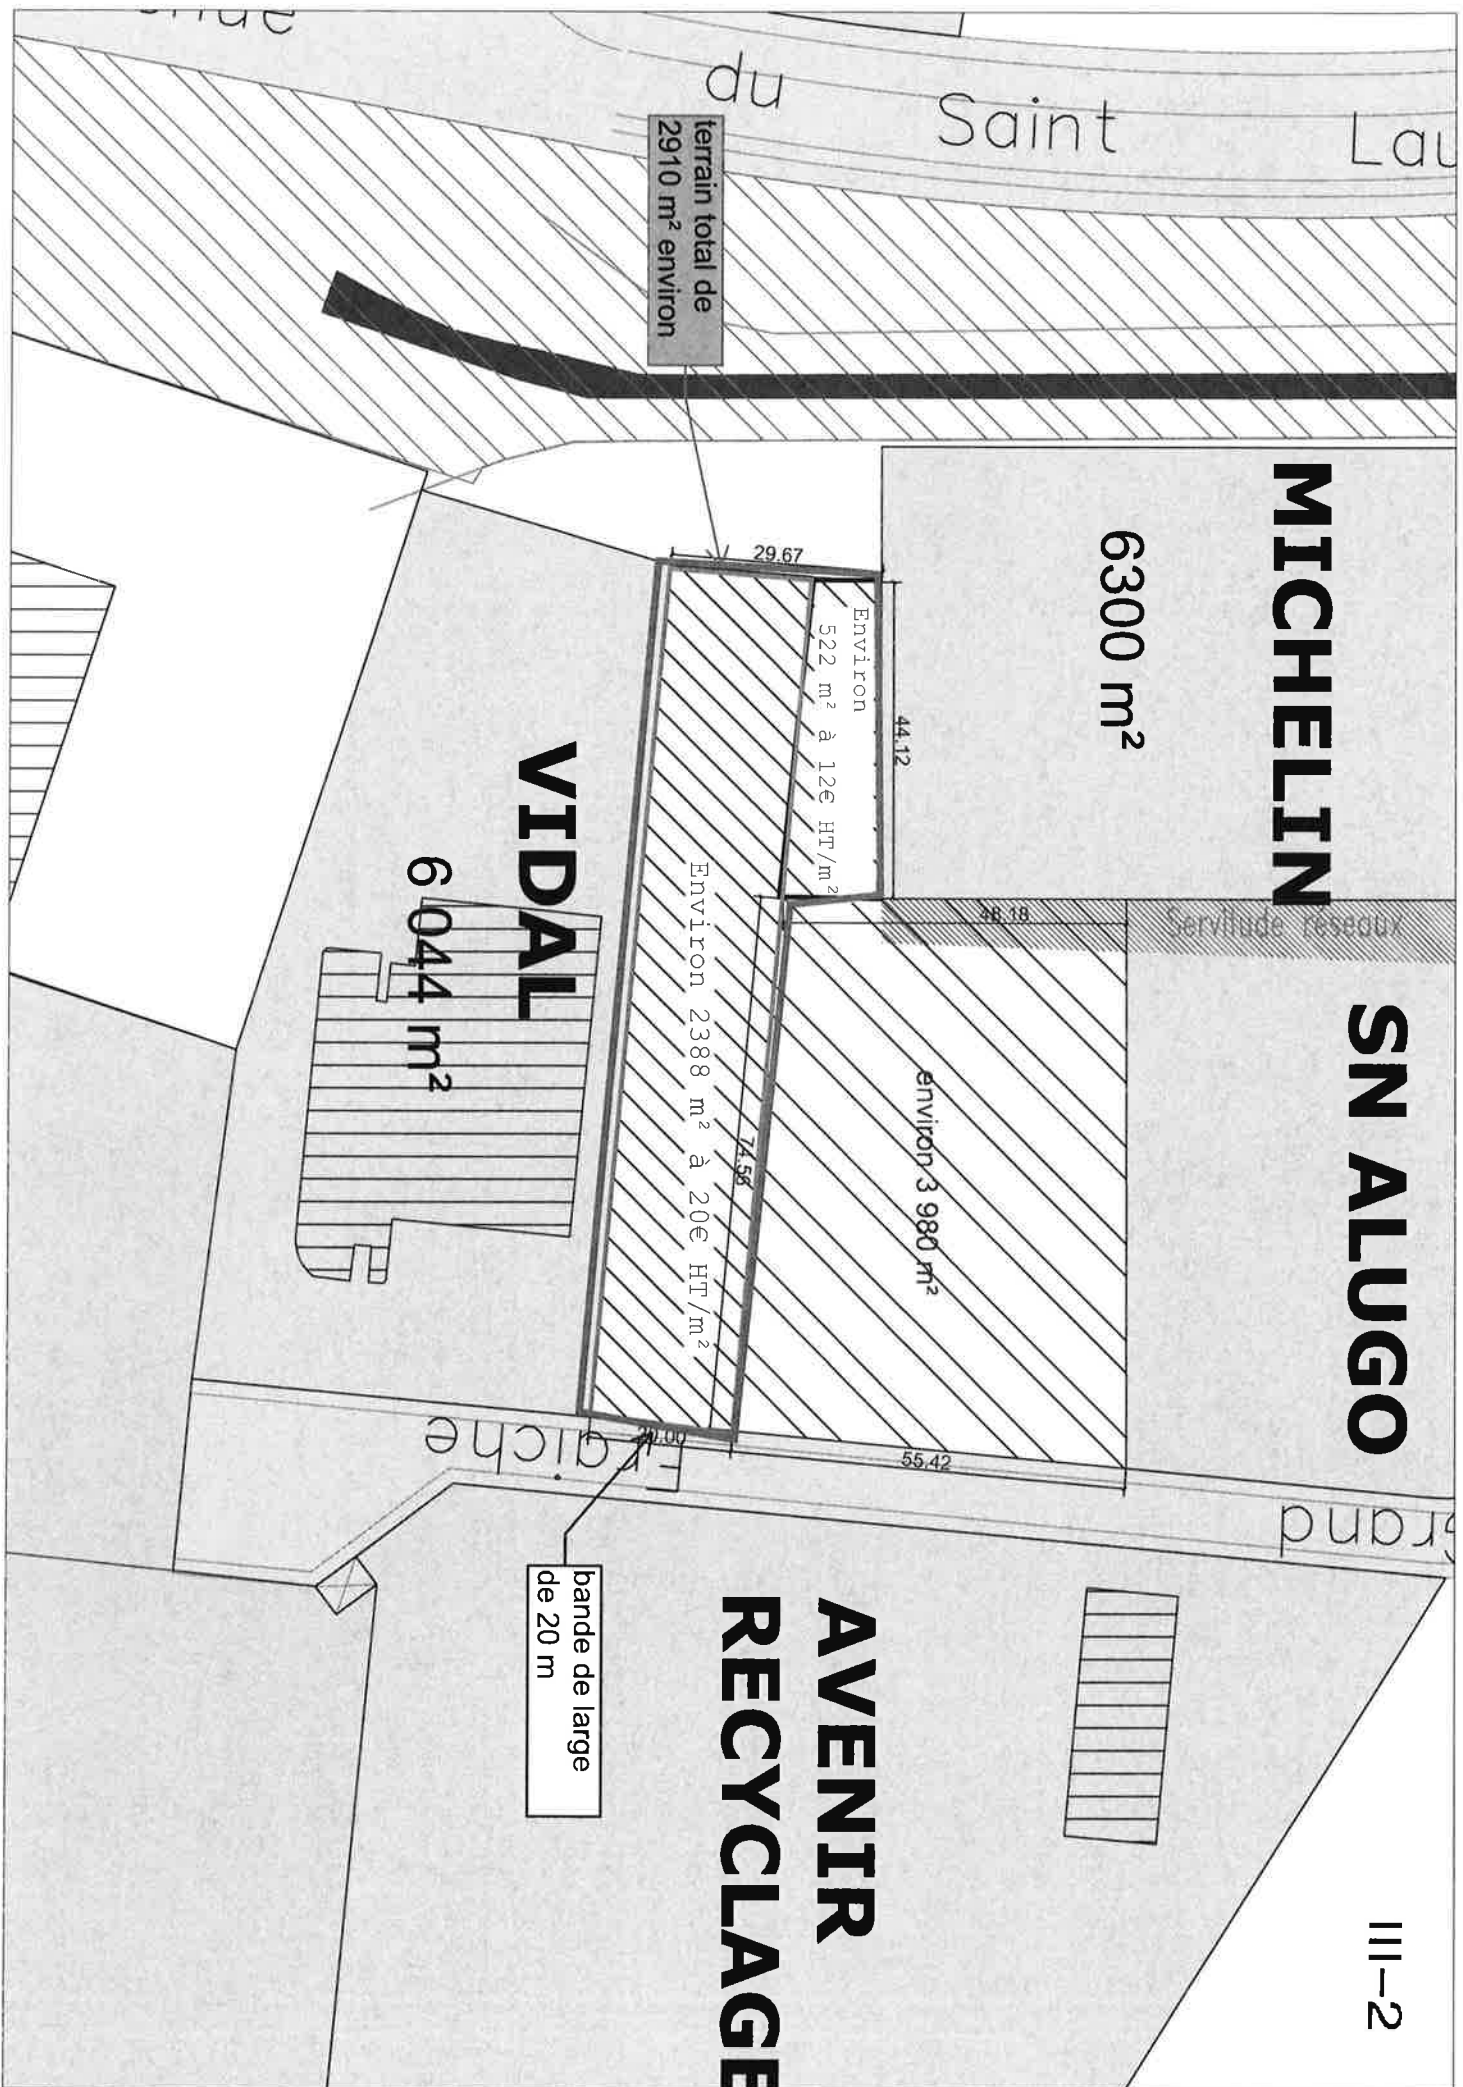 du
Saint
terrain total de
2910 m² environ
MICHELIN
6300 m²
29.67
44.12
Environ
522 m² à 12€ HT/m²
VIDAL
6 044 m²
48.18
Servitude réseaux
SN ALUGO
Environ 2388 m² à 20€ HT/m²
74.56
environ 3 980 m²
20.00
55.42
Fraiche
Grand
bande de large
de 20 m
AVENIR
RECYCLAGE
III-2